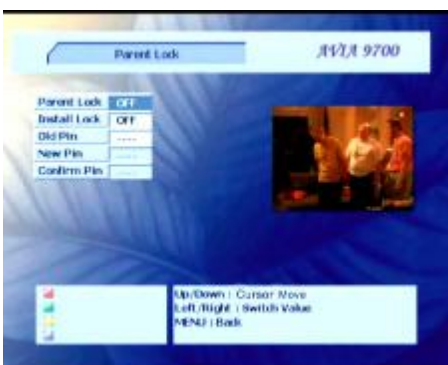 Parent Lock
AVIA 9700
Parent Lock OFF
Install Lock OFF
Old Pin ----
New Pin ----
Confirm Pin ----
Up/Down : Cursor Move
Left/Right : Switch Value
MENU : Back